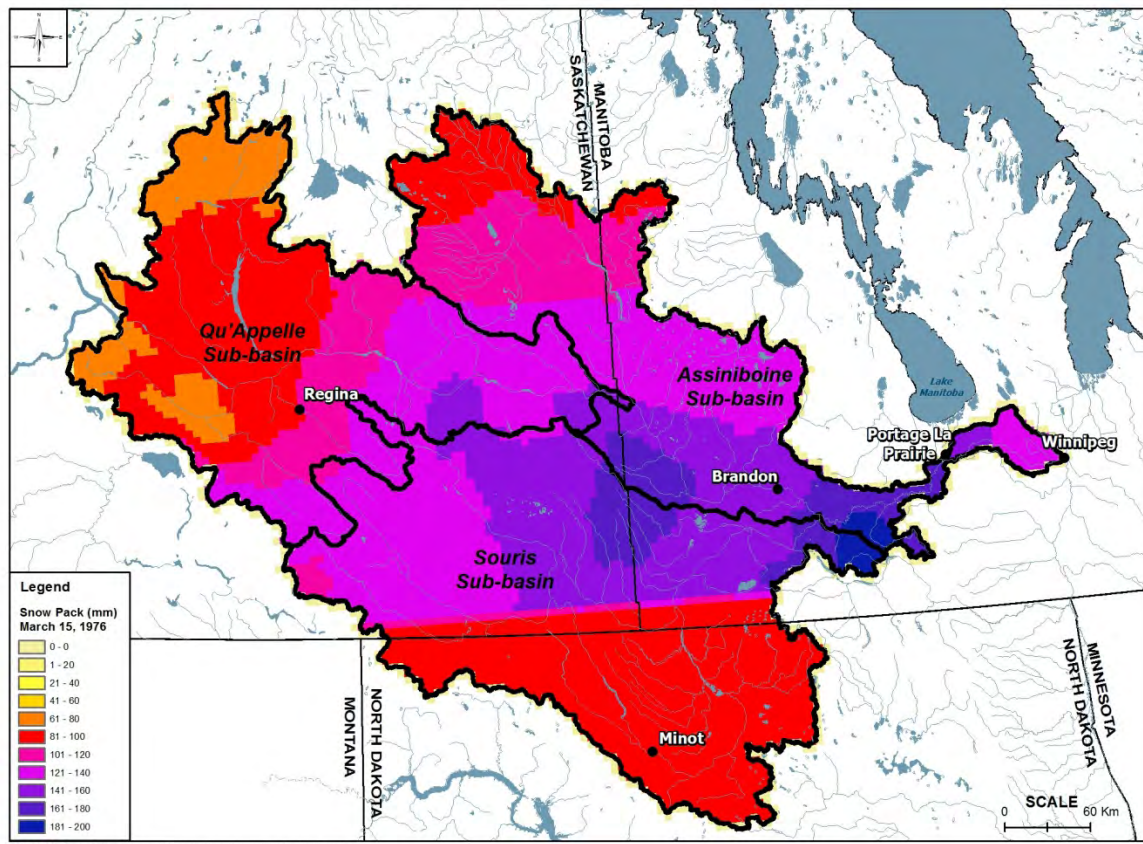 N
SASKATCHEWAN
MANITOBA
Qu'Appelle
Sub-basin
Regina
Assiniboine
Sub-basin
Lake
Manitoba
Portage La
Prairie
Winnipeg
Brandon
Souris
Sub-basin
Minot
MONTANA
NORTH DAKOTA
MINNESOTA
NORTH DAKOTA
Legend
Snow Pack (mm)
March 15, 1976
0 - 0
1 - 20
21 - 40
41 - 60
61 - 80
81 - 100
101 - 120
121 - 140
141 - 160
161 - 180
181 - 200
SCALE
0 60 Km